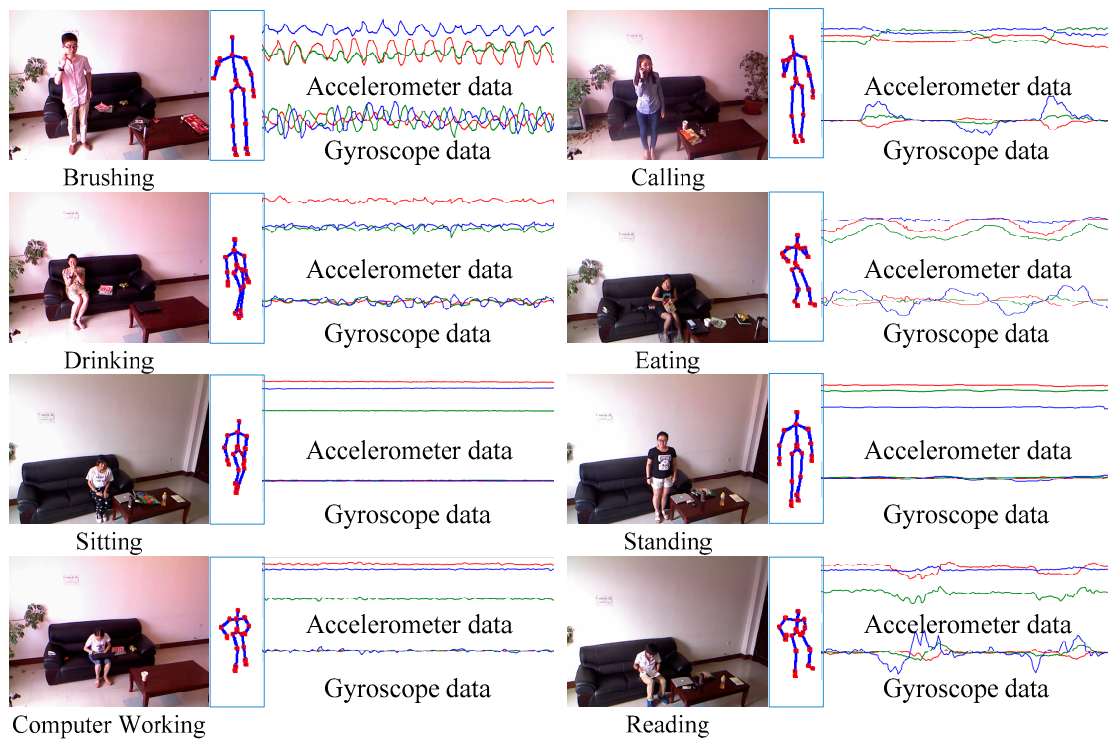 Accelerometer data
Gyroscope data
Brushing
Accelerometer data
Gyroscope data
Calling
Accelerometer data
Gyroscope data
Drinking
Accelerometer data
Gyroscope data
Eating
Accelerometer data
Gyroscope data
Sitting
Accelerometer data
Gyroscope data
Standing
Accelerometer data
Gyroscope data
Computer Working
Accelerometer data
Gyroscope data
Reading